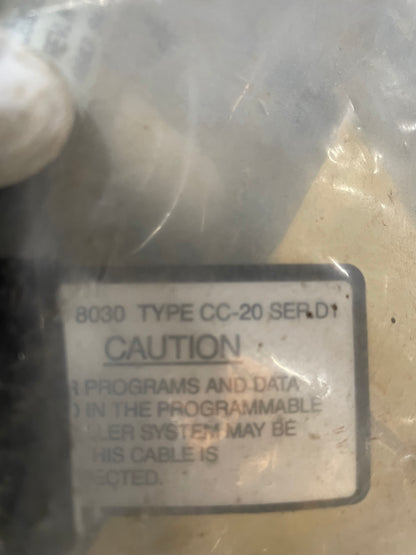 8030 TYPE CC-20 SER.D1
CAUTION
R PROGRAMS AND DATA
D IN THE PROGRAMMABLE
LLER SYSTEM MAY BE
HIS CABLE IS
ECTED.